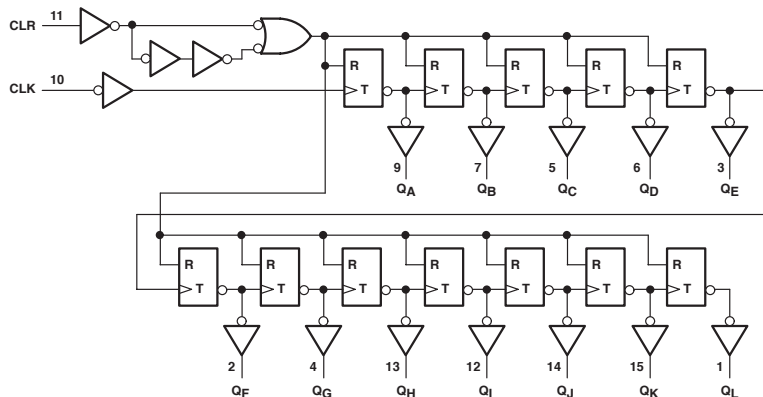 CLR 11
CLK 10
R R R R R
T T T T T
9 7 5 6 3
QA QB QC QD QE
R R R R R R R
T T T T T T T
2 4 13 12 14 15 1
QF QG QH QI QJ QK QL